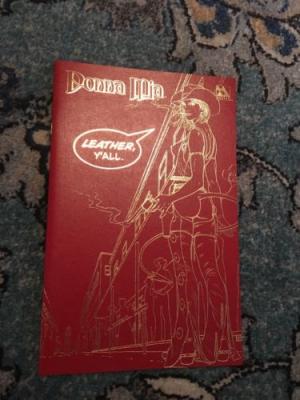 Donna Mia
LEATHER,
Y'ALL.